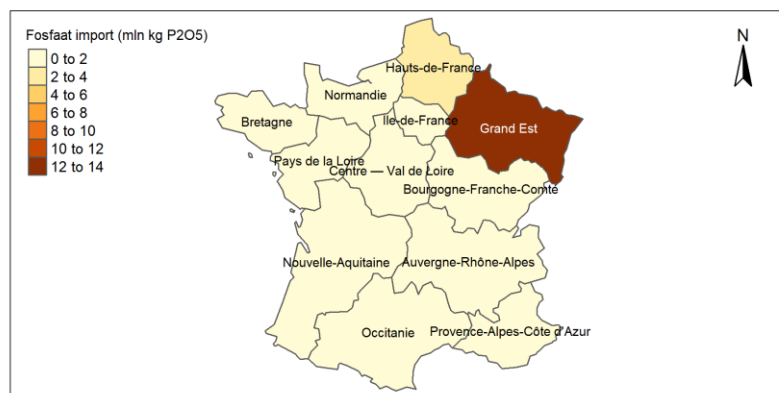 Fosfaat import (mln kg P2O5)
0 to 2
2 to 4
4 to 6
6 to 8
8 to 10
10 to 12
12 to 14
N
Hauts-de-France
Normandie
Ile-de-France
Grand Est
Bretagne
Pays de la Loire
Centre — Val de Loire
Bourgogne-Franche-Comté
Nouvelle-Aquitaine
Auvergne-Rhône-Alpes
Occitanie
Provence-Alpes-Côte d'Azur